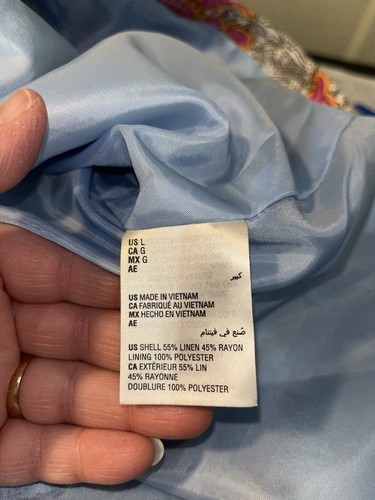 US L
CA G
MX G
AE
كبير
US MADE IN VIETNAM
CA FABRIQUÉ AU VIETNAM
MX HECHO EN VIETNAM
AE
صُنع في فيتنام
US SHELL 55% LINEN 45% RAYON
LINING 100% POLYESTER
CA EXTÉRIEUR 55% LIN
45% RAYONNE
DOUBLURE 100% POLYESTER